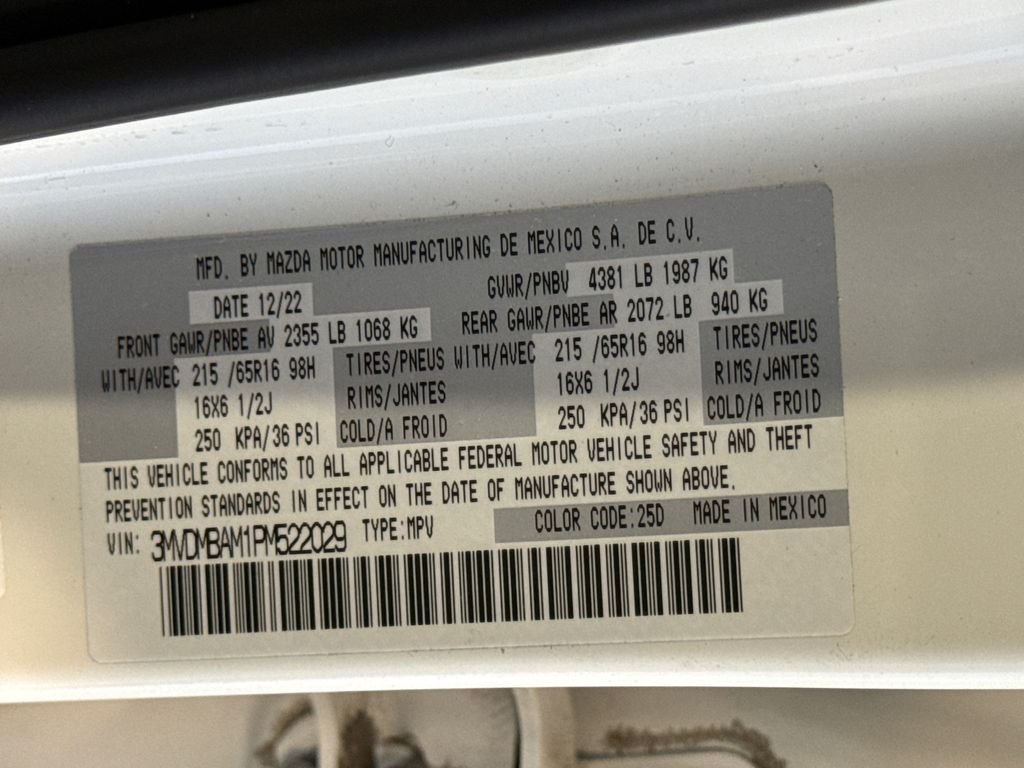 MFD. BY MAZDA MOTOR MANUFACTURING DE MEXICO S.A. DE C.V.
DATE 12/22 GVWR/PNBV 4381 LB 1987 KG
FRONT GAWR/PNBE AV 2355 LB 1068 KG REAR GAWR/PNBE AR 2072 LB 940 KG
WITH/AVEC 215 /65R16 98H TIRES/PNEUS WITH/AVEC 215 /65R16 98H TIRES/PNEUS
16X6 1/2J RIMS/JANTES 16X6 1/2J RIMS/JANTES
250 KPA/36 PSI COLD/A FROID 250 KPA/36 PSI COLD/A FROID
THIS VEHICLE CONFORMS TO ALL APPLICABLE FEDERAL MOTOR VEHICLE SAFETY AND THEFT
PREVENTION STANDARDS IN EFFECT ON THE DATE OF MANUFACTURE SHOWN ABOVE.
VIN: 3MVDMBAM1PM522029 TYPE:MPV COLOR CODE:25D MADE IN MEXICO